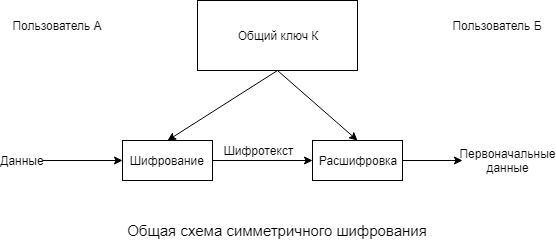 Пользователь А
Общий ключ К
Пользователь Б
Данные
Шифрование
Шифротекст
Расшифровка
Первоначальные
данные
Общая схема симметричного шифрования